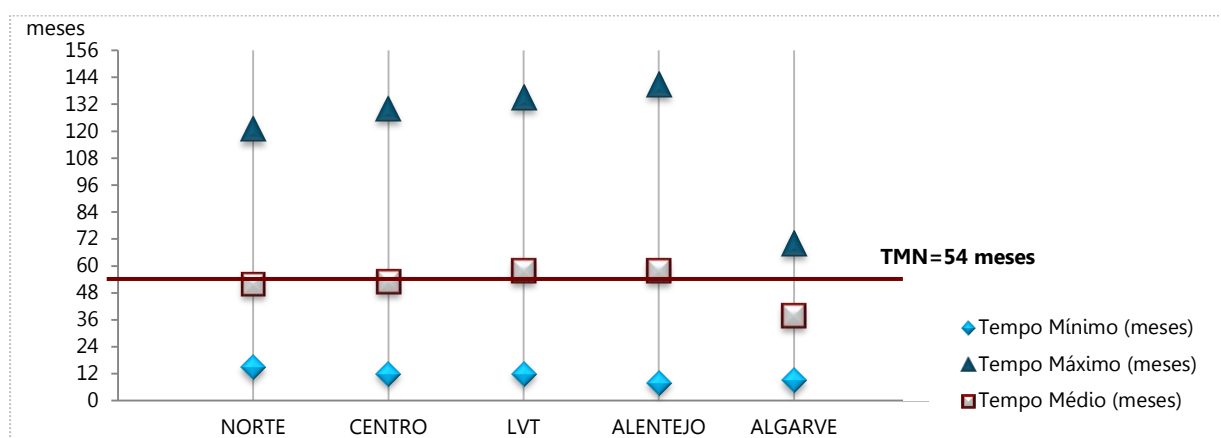 meses
156
144
132
120
108
96
84
72
60
48
36
24
12
0
TMN=54 meses
Tempo Mínimo (meses)
Tempo Máximo (meses)
Tempo Médio (meses)
NORTE CENTRO LVT ALENTEJO ALGARVE